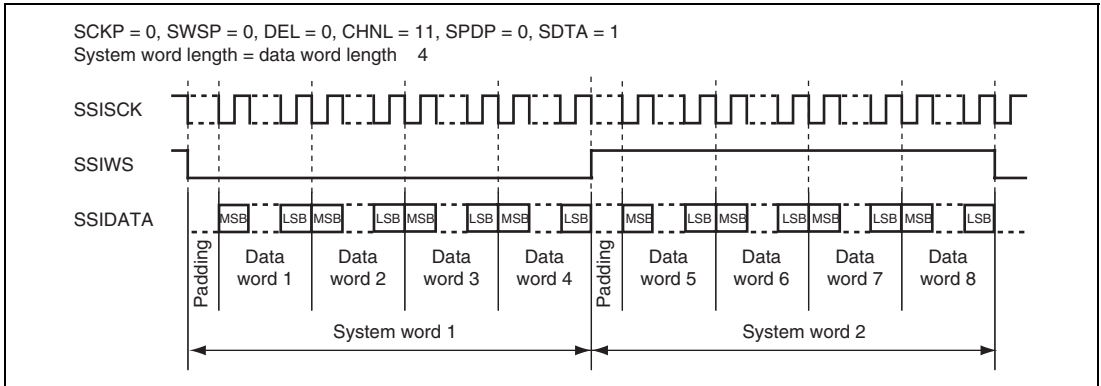 SCKP = 0, SWSP = 0, DEL = 0, CHNL = 11, SPDP = 0, SDTA = 1
System word length = data word length 4
SSISCK
SSIWS
SSIDATA
MSB LSB MSB LSB MSB LSB MSB LSB MSB LSB MSB LSB MSB LSB MSB LSB
Padding
Data word 1
Data word 2
Data word 3
Data word 4
Padding
Data word 5
Data word 6
Data word 7
Data word 8
System word 1
System word 2